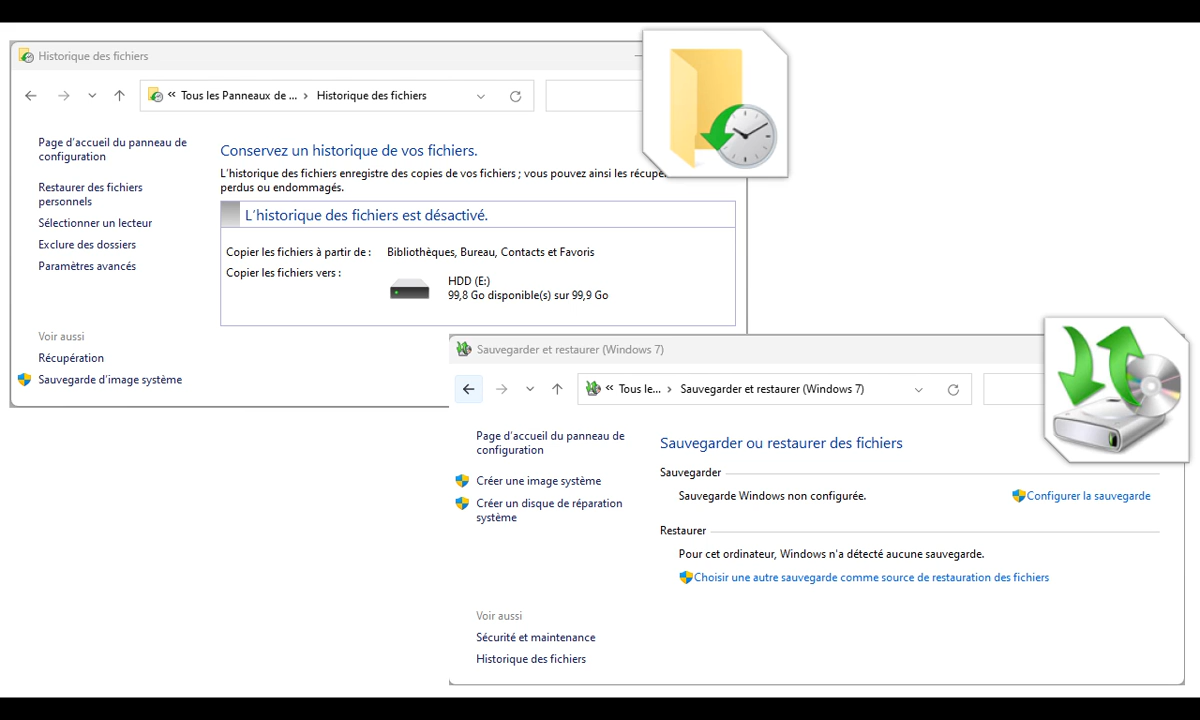 Historique des fichiers
« Tous les Panneaux de ... › Historique des fichiers
Page d'accueil du panneau de
configuration
Restaurer des fichiers
personnels
Sélectionner un lecteur
Exclure des dossiers
Paramètres avancés
Voir aussi
Récupération
Sauvegarde d'image système
Conservez un historique de vos fichiers.
L'historique des fichiers enregistre des copies de vos fichiers ; vous pouvez ainsi les
perdus ou endommagés.
L'historique des fichiers est désactivé.
Copier les fichiers à partir de : Bibliothèques, Bureau, Contacts et Favoris
Copier les fichiers vers :
HDD (E:)
99,8 Go disponible(s) sur 99,9 Go
Sauvegarder et restaurer (Windows 7)
« Tous le... › Sauvegarder et restaurer (Windows 7)
Page d'accueil du panneau de
configuration
Créer une image système
Créer un disque de réparation
système
Voir aussi
Sécurité et maintenance
Historique des fichiers
Sauvegarder ou restaurer des fichiers
Sauvegarder
Sauvegarde Windows non configurée.
Configurer la sauvegarde
Restaurer
Pour cet ordinateur, Windows n'a détecté aucune sauvegarde.
Choisir une autre sauvegarde comme source de restauration des fichiers